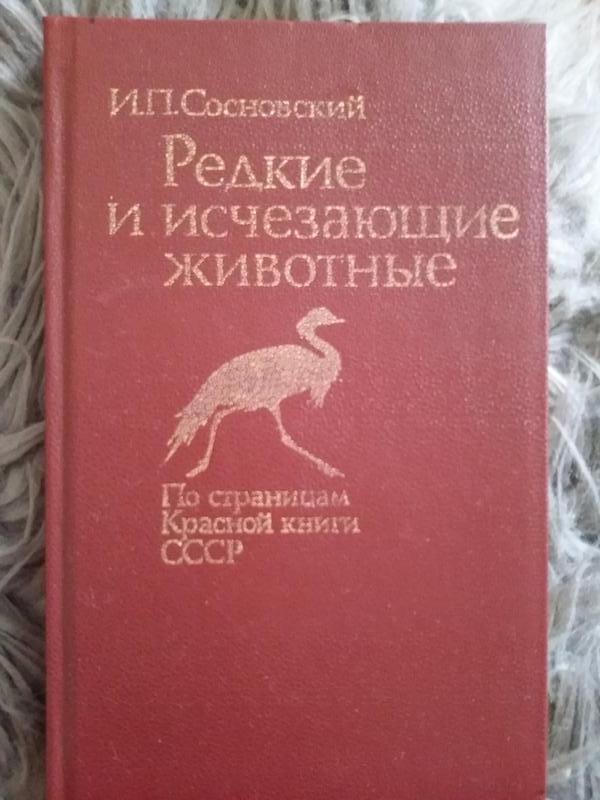 И.П.Сосновский
Редкие
и исчезающие
животные
По страницам
Красной книги
СССР